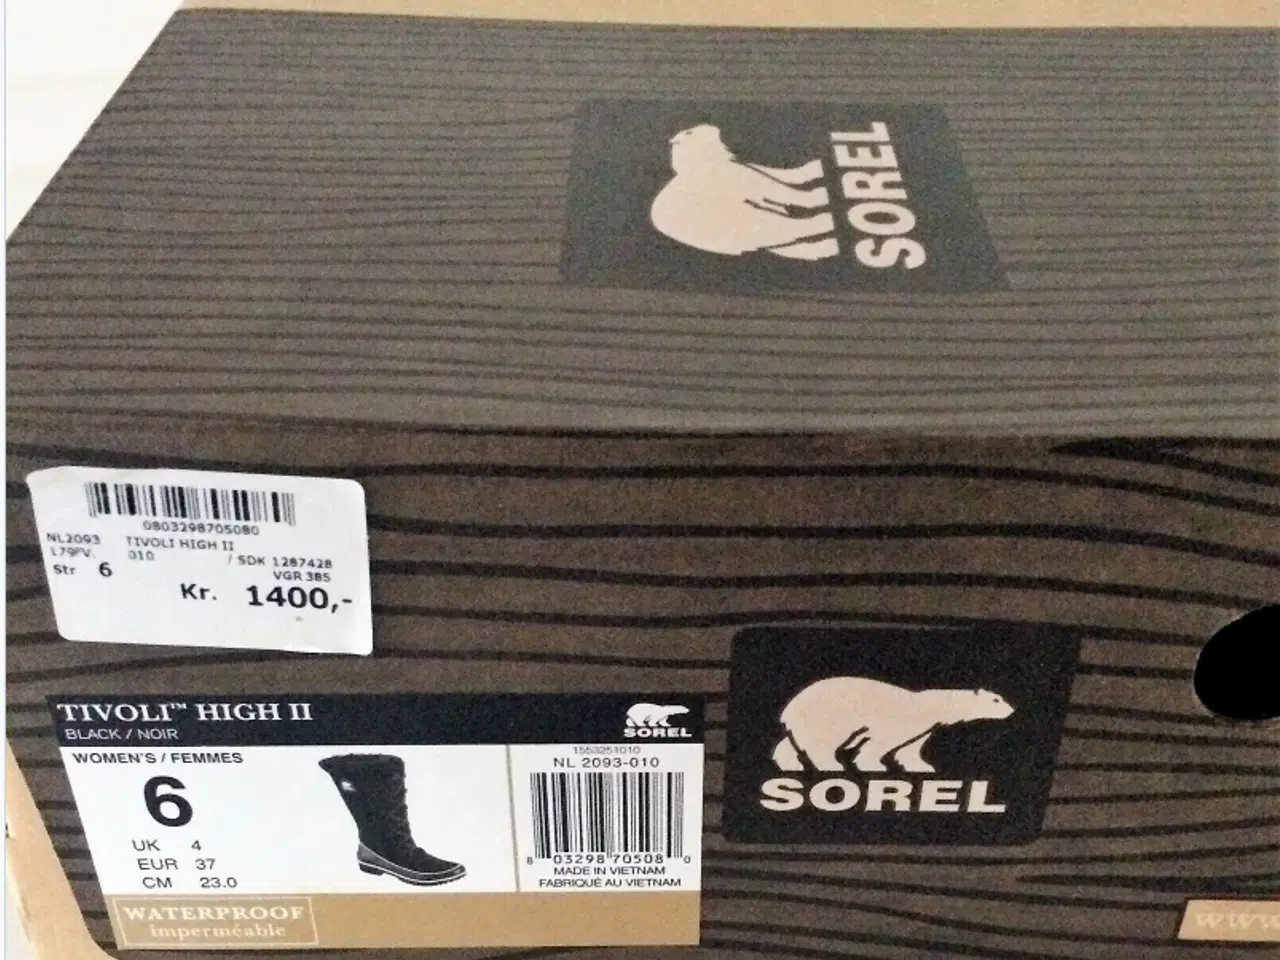 SOREL
0803298705080
NL2093 TIVOLI HIGH II
L79FV. 010 / SDK 1287428
Str 6 VGR 385
Kr. 1400,-
TIVOLI™ HIGH II
BLACK / NOIR
SOREL
WOMEN'S / FEMMES
6
UK 4
EUR 37
CM 23.0
1553251010
NL 2093-010
8 03298 70508 0
MADE IN VIETNAM
FABRIQUÉ AU VIETNAM
WATERPROOF
imperméable
SOREL
www